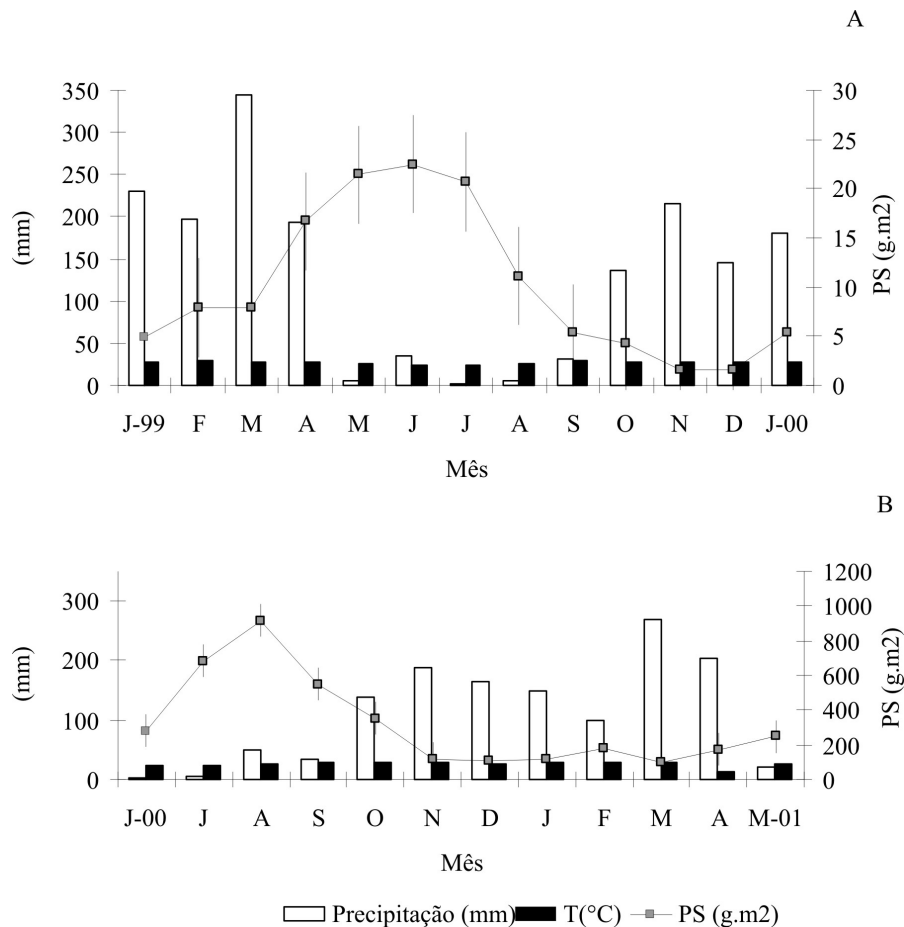 A
350
300
250
200
150
100
50
0
(mm)
30
25
20
15
10
5
0
PS (g.m2)
J-99 F M A M J J A S O N D J-00
Mês
B
300
200
100
0
(mm)
1200
1000
800
600
400
200
0
PS (g.m2)
J-00 J A S O N D J F M A M-01
Mês
Precipitação (mm) T(°C) PS (g.m2)